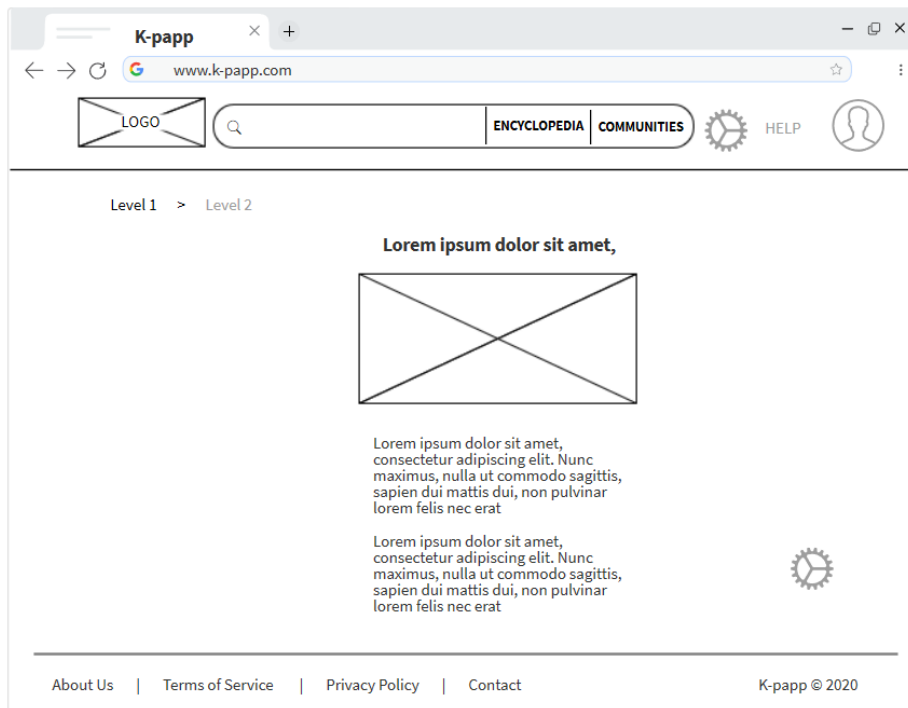 K-papp
www.k-papp.com
LOGO
ENCYCLOPEDIA
COMMUNITIES
HELP
Level 1 > Level 2
Lorem ipsum dolor sit amet,
Lorem ipsum dolor sit amet,
consectetur adipiscing elit. Nunc
maximus, nulla ut commodo sagittis,
sapien dui mattis dui, non pulvinar
lorem felis nec erat
Lorem ipsum dolor sit amet,
consectetur adipiscing elit. Nunc
maximus, nulla ut commodo sagittis,
sapien dui mattis dui, non pulvinar
lorem felis nec erat
About Us | Terms of Service | Privacy Policy | Contact
K-papp © 2020